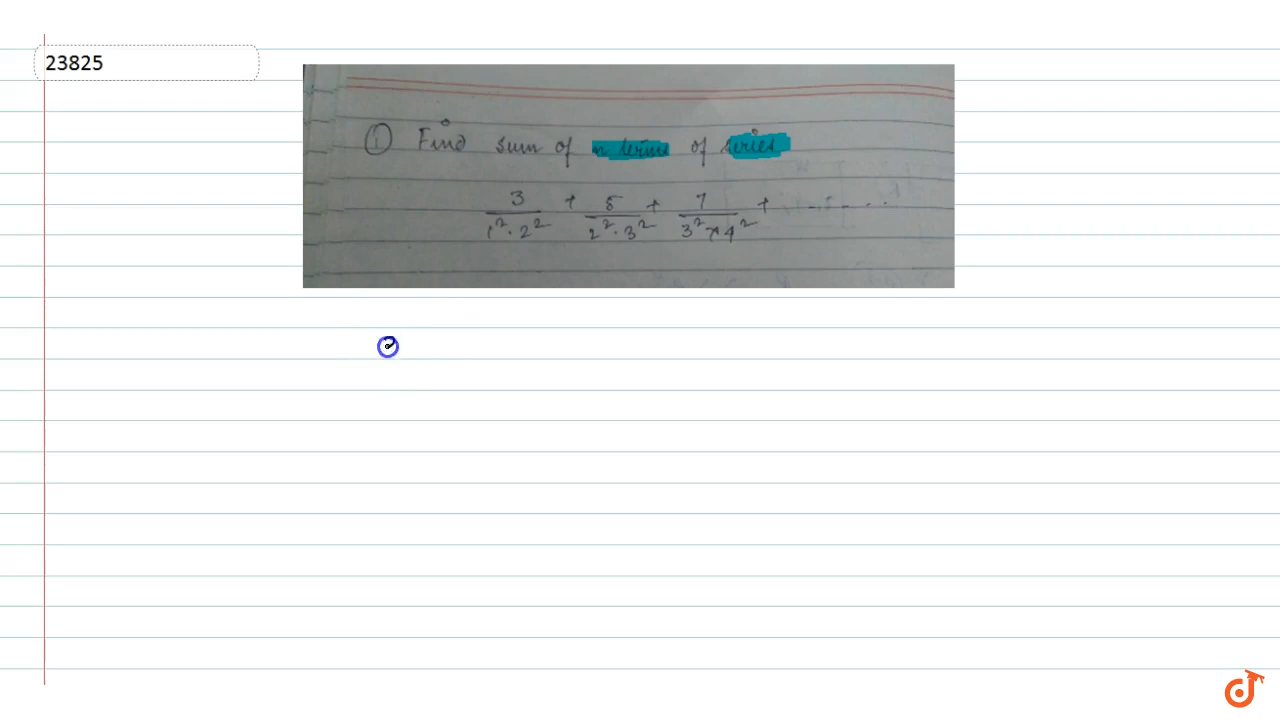 23825
① Find sum of n terms of series
3/1².2² + 5/2².3² + 7/3²×4² + ........